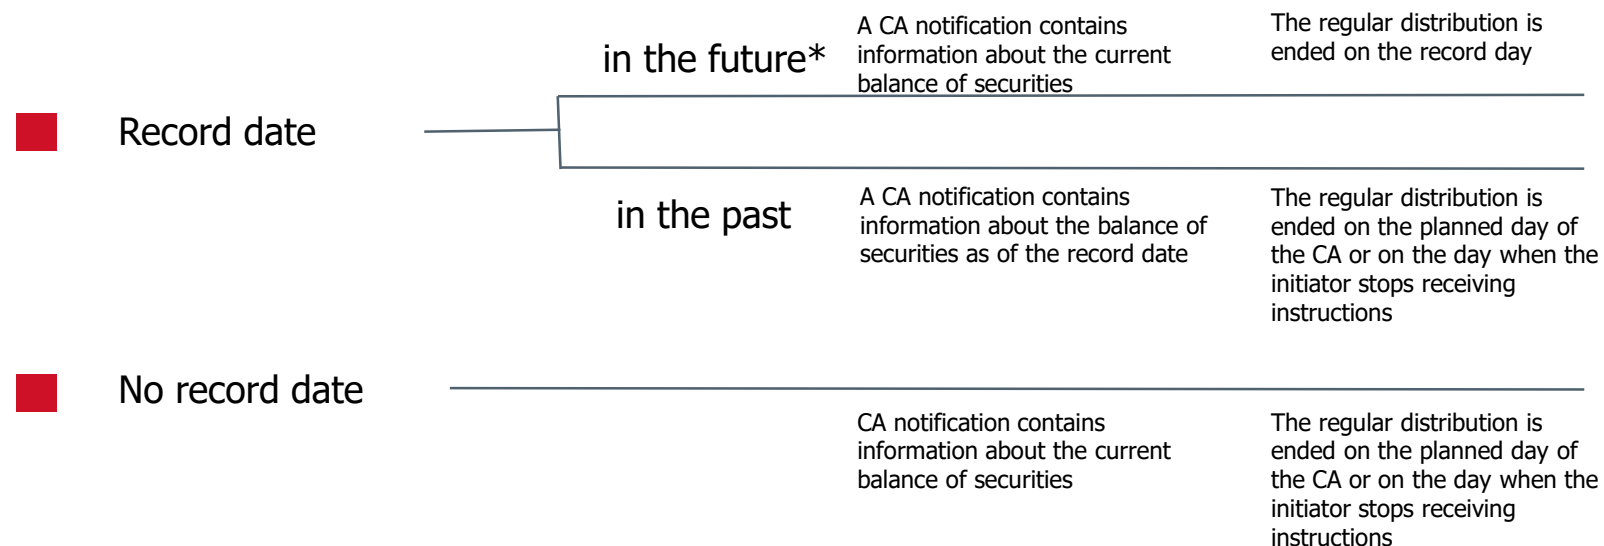 in the future*
A CA notification contains
information about the current
balance of securities
The regular distribution is
ended on the record day
Record date
in the past
A CA notification contains
information about the balance of
securities as of the record date
The regular distribution is
ended on the planned day of
the CA or on the day when the
initiator stops receiving
instructions
No record date
CA notification contains
information about the current
balance of securities
The regular distribution is
ended on the planned day of
the CA or on the day when the
initiator stops receiving
instructions